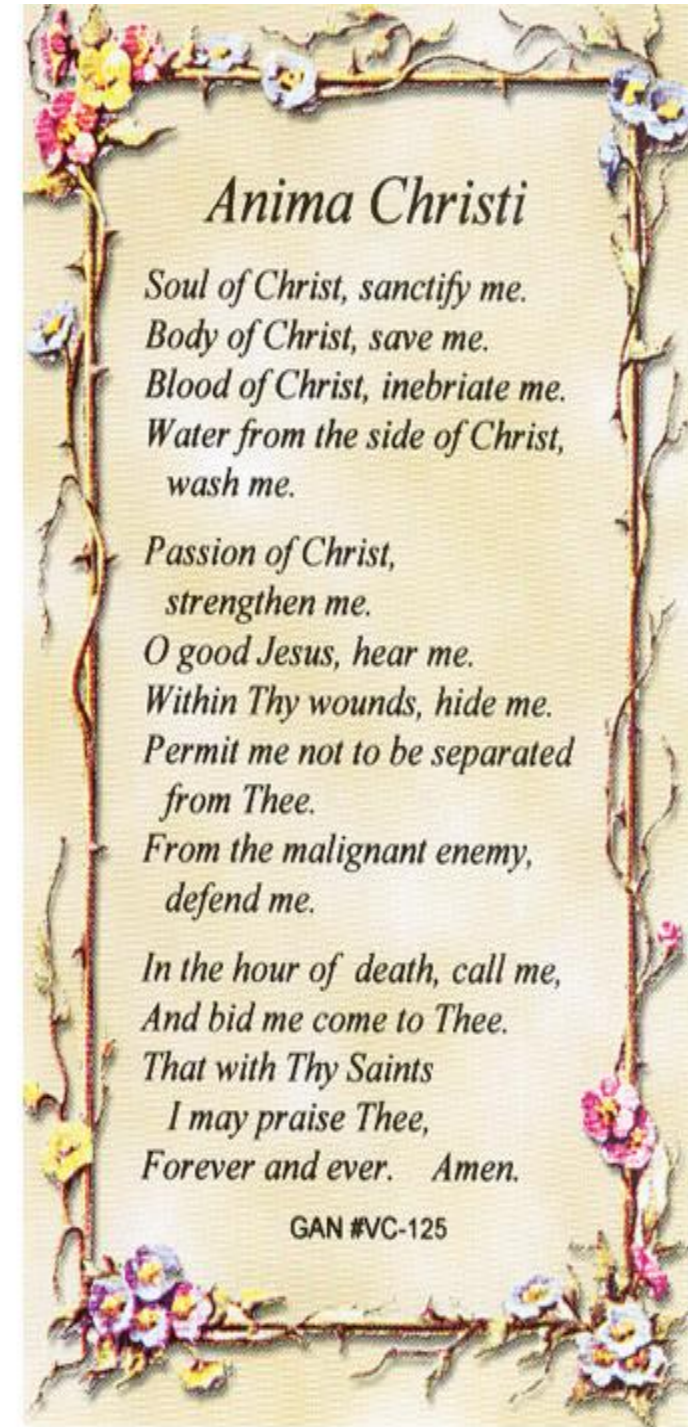 Anima Christi
Soul of Christ, sanctify me.
Body of Christ, save me.
Blood of Christ, inebriate me.
Water from the side of Christ,
wash me.
Passion of Christ,
strengthen me.
O good Jesus, hear me.
Within Thy wounds, hide me.
Permit me not to be separated
from Thee.
From the malignant enemy,
defend me.
In the hour of death, call me,
And bid me come to Thee.
That with Thy Saints
I may praise Thee,
Forever and ever. Amen.
GAN #VC-125